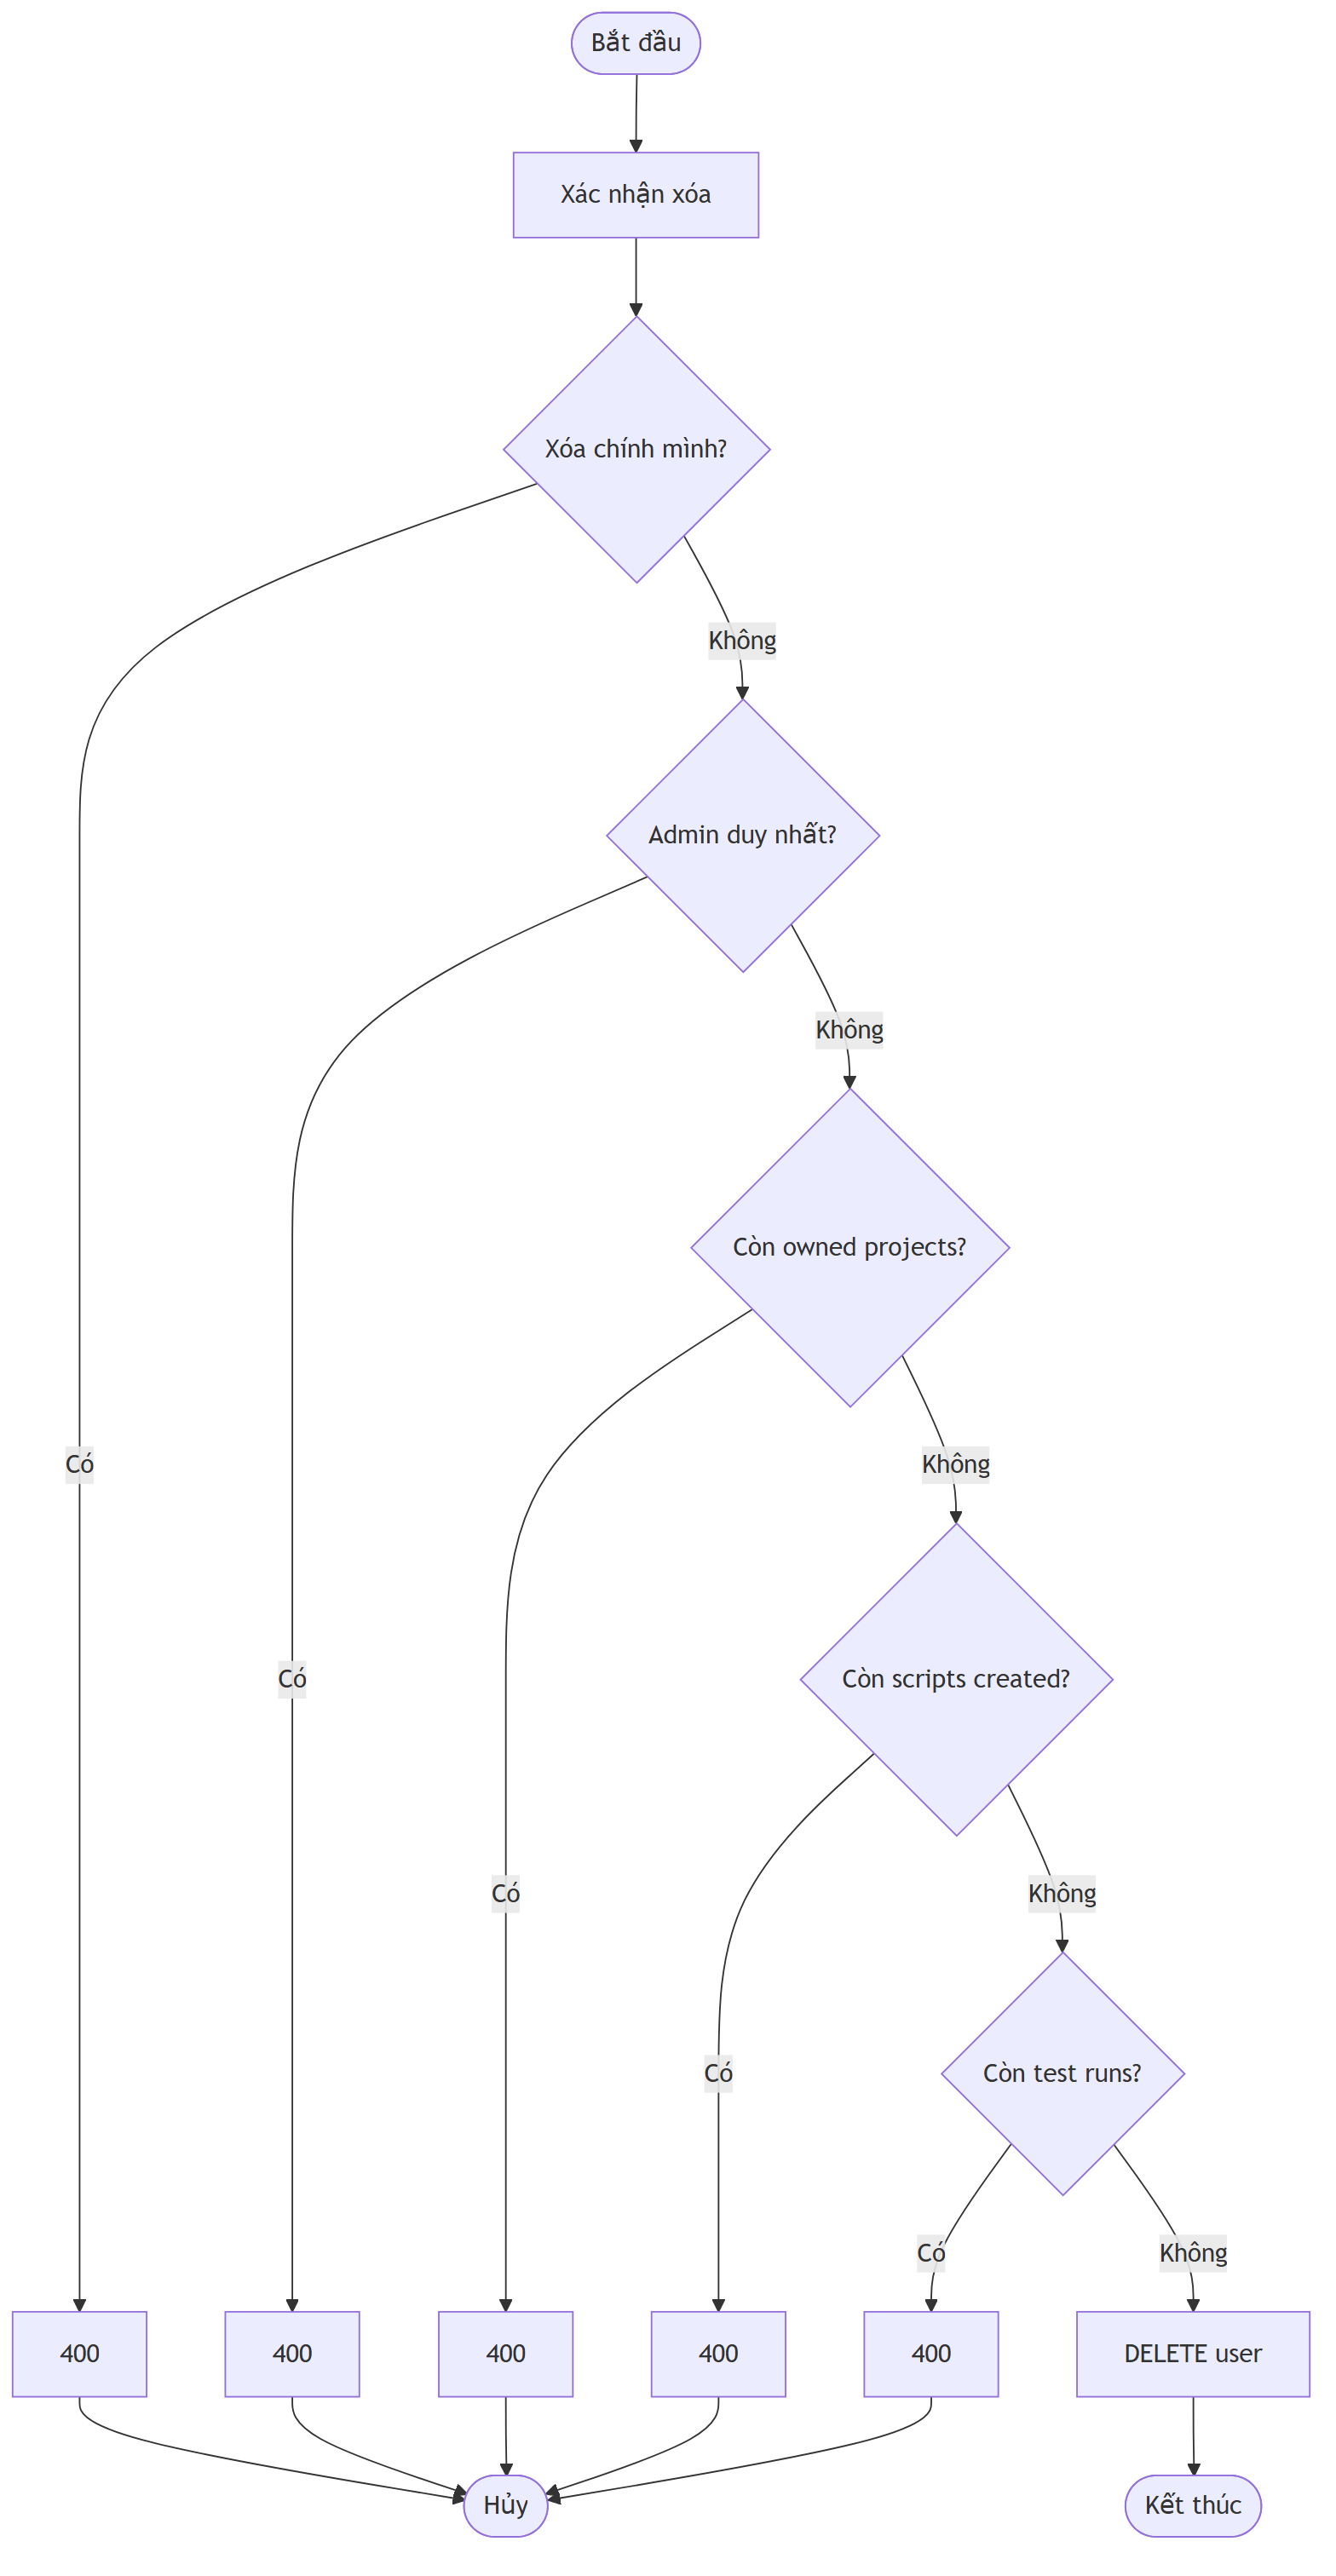 Bắt đầu
Xác nhận xóa
Xóa chính mình?
Không
Admin duy nhất?
Không
Còn owned projects?
Có
Không
Có
Còn scripts created?
Có
Không
Có
Còn test runs?
Có
Không
400
400
400
400
400
DELETE user
Hủy
Kết thúc